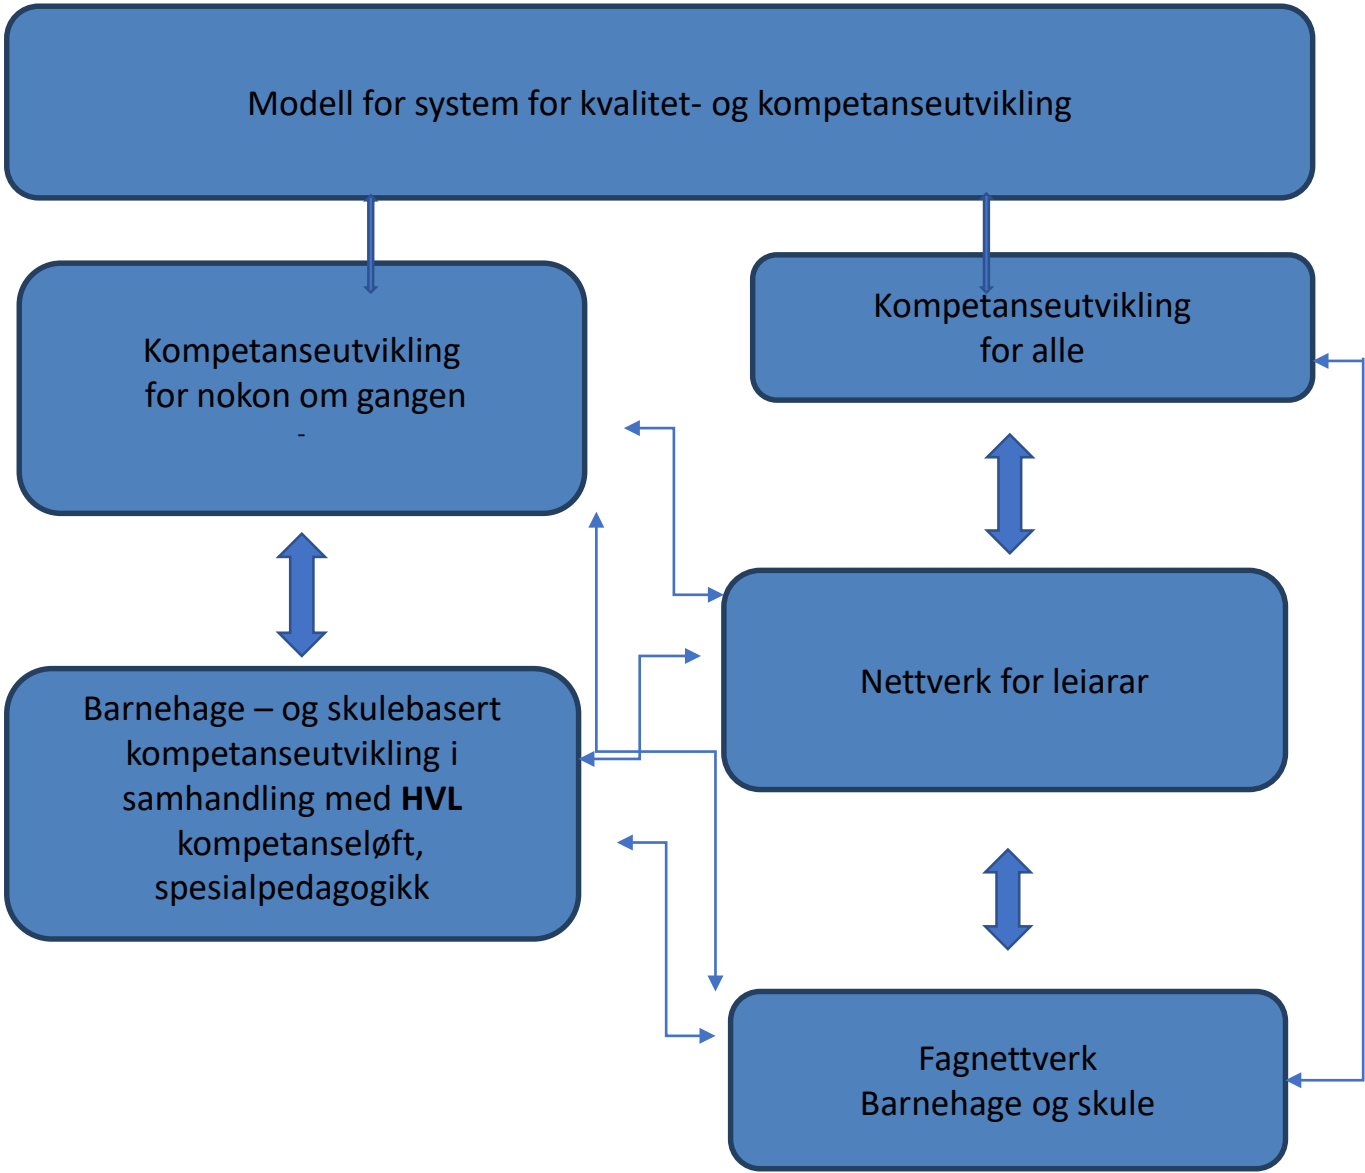 Modell for system for kvalitet- og kompetanseutvikling
Kompetanseutvikling
for nokon om gangen
-
Kompetanseutvikling
for alle
Barnehage – og skulebasert
kompetanseutvikling i
samhandling med HVL
kompetanseløft,
spesialpedagogikk
Nettverk for leiarar
Fagnettverk
Barnehage og skule